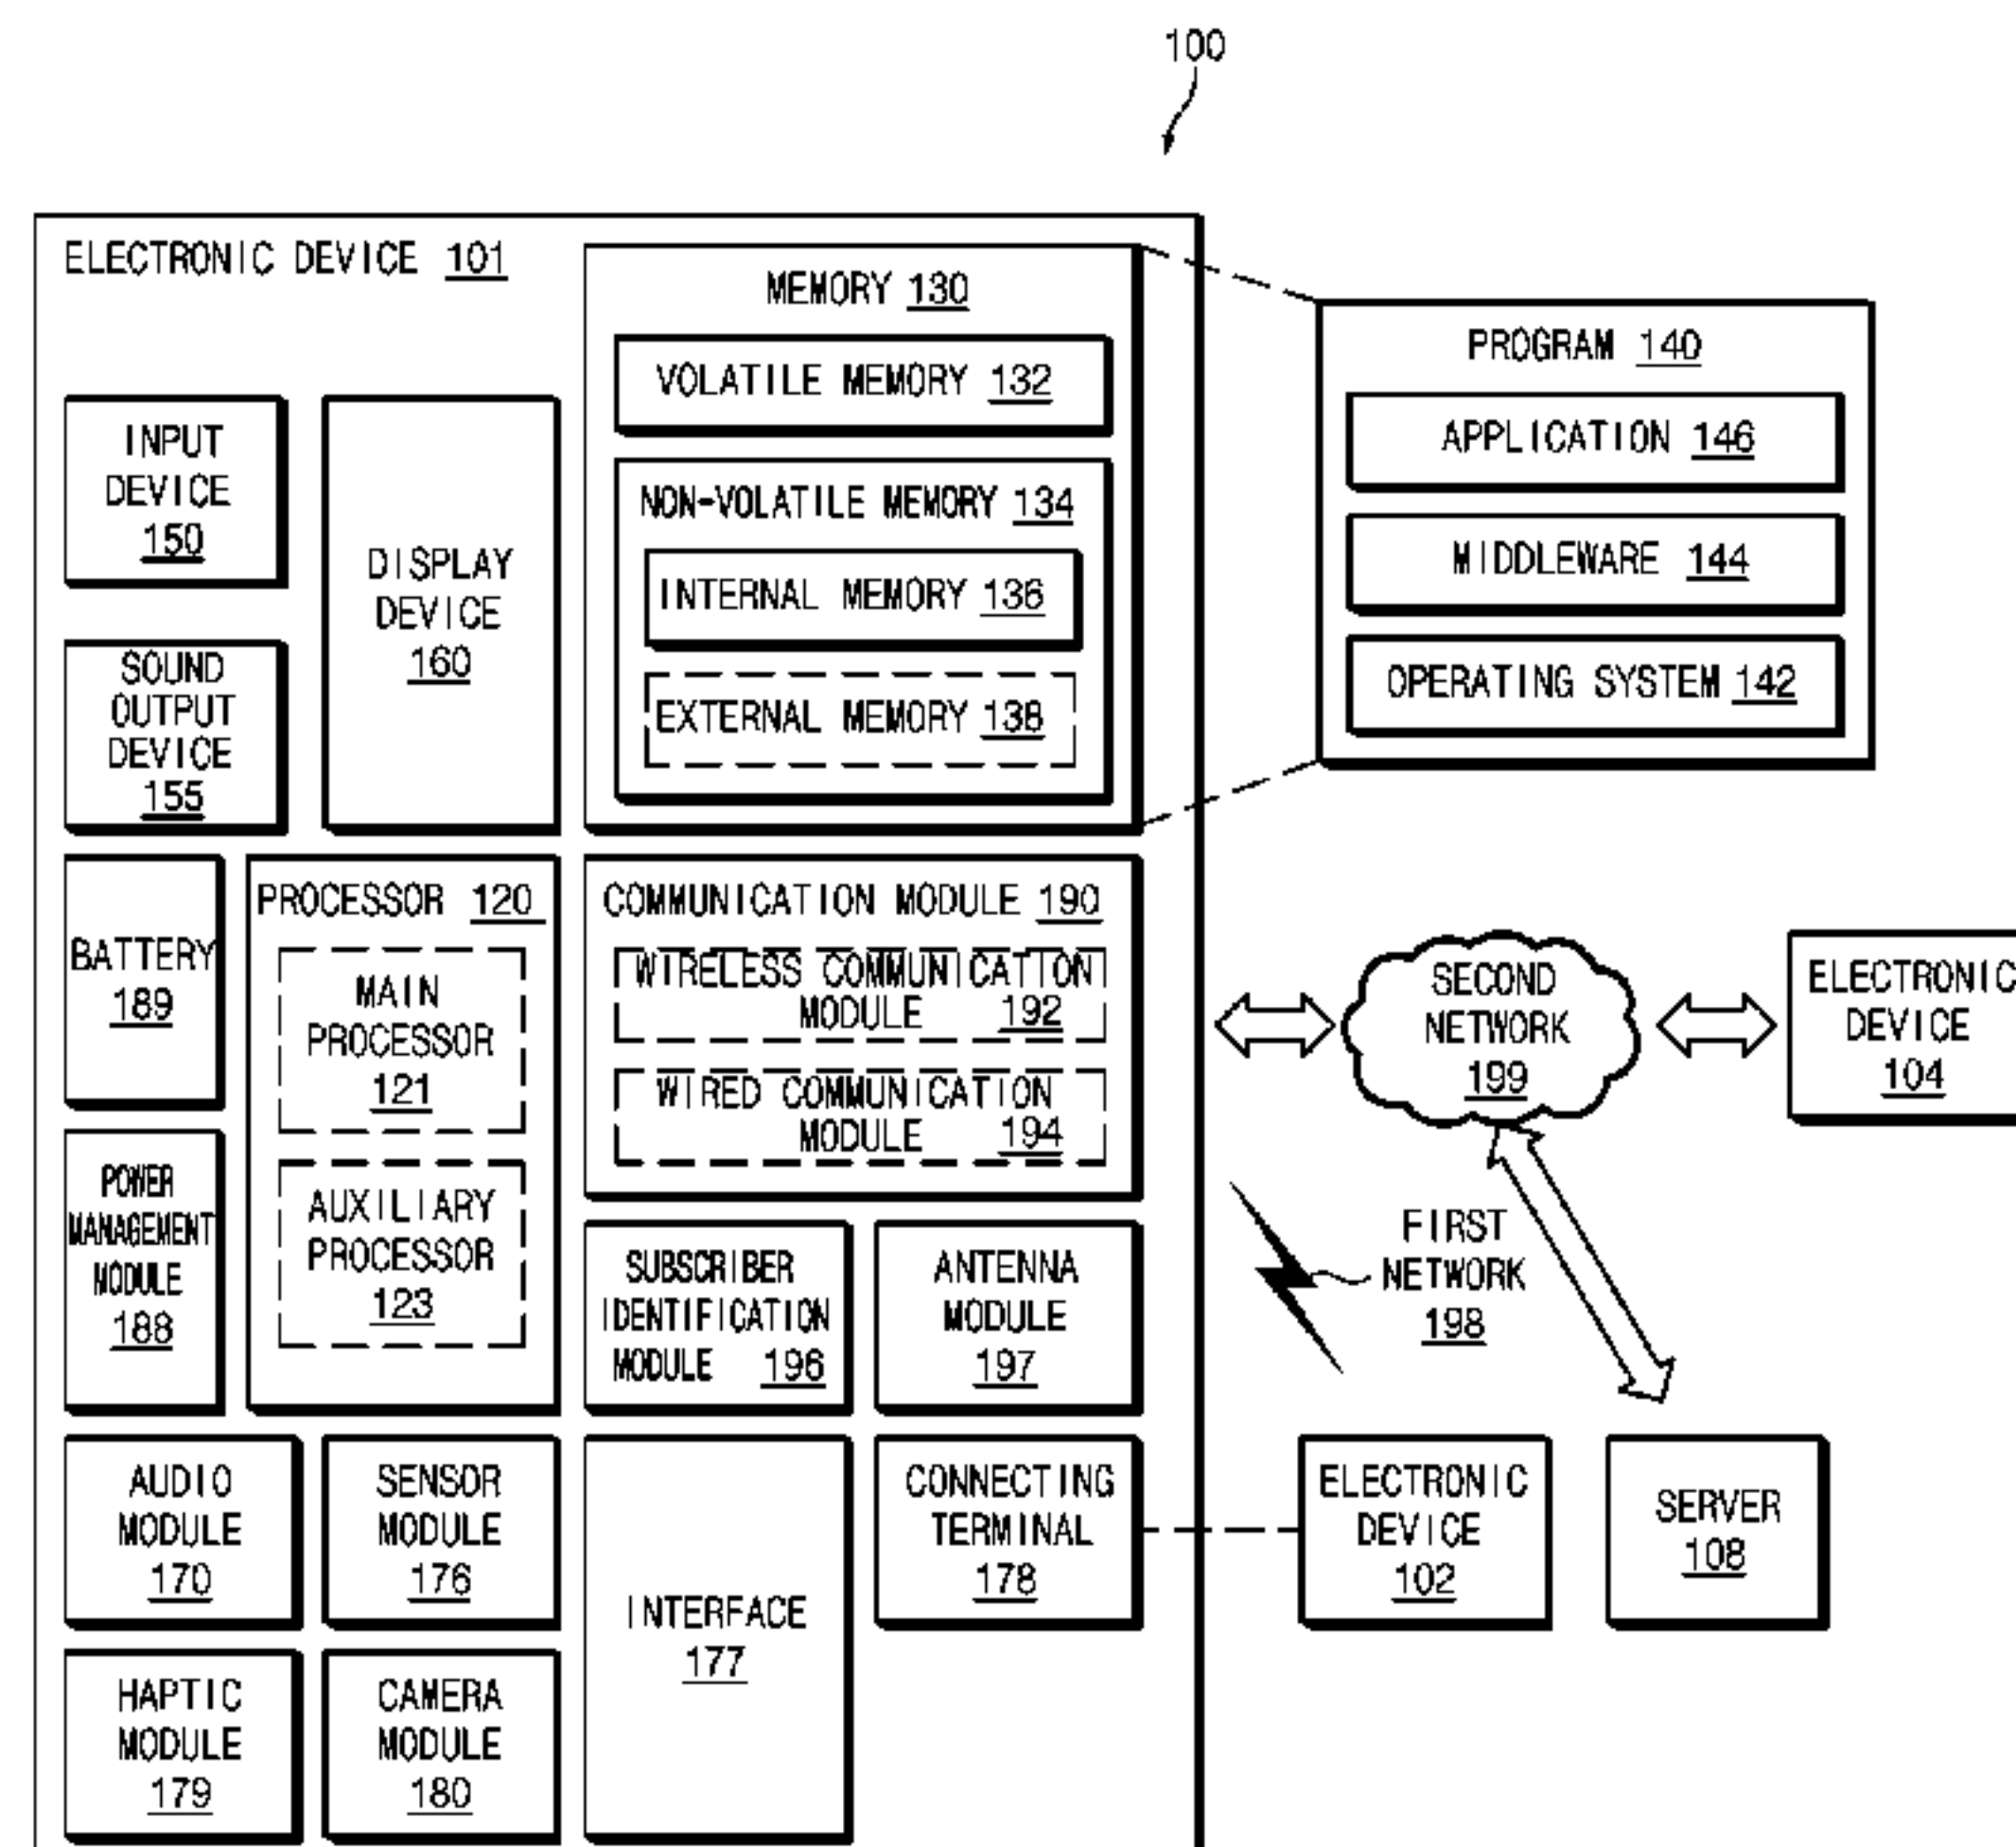 100
ELECTRONIC DEVICE 101
MEMORY 130
VOLATILE MEMORY 132
NON-VOLATILE MEMORY 134
INTERNAL MEMORY 136
EXTERNAL MEMORY 138
PROGRAM 140
APPLICATION 146
MIDDLEWARE 144
OPERATING SYSTEM 142
INPUT
DEVICE
150
SOUND
OUTPUT
DEVICE
155
DISPLAY
DEVICE
160
BATTERY
189
POWER
MANAGEMENT
MODULE
188
PROCESSOR 120
MAIN
PROCESSOR
121
AUXILIARY
PROCESSOR
123
COMMUNICATION MODULE 190
WIRELESS COMMUNICATION
MODULE 192
WIRED COMMUNICATION
MODULE 194
SECOND
NETWORK
199
ELECTRONIC
DEVICE
104
SUBSCRIBER
IDENTIFICATION
MODULE 196
ANTENNA
MODULE
197
FIRST
NETWORK
198
AUDIO
MODULE
170
SENSOR
MODULE
176
INTERFACE
177
CONNECTING
TERMINAL
178
ELECTRONIC
DEVICE
102
SERVER
108
HAPTIC
MODULE
179
CAMERA
MODULE
180